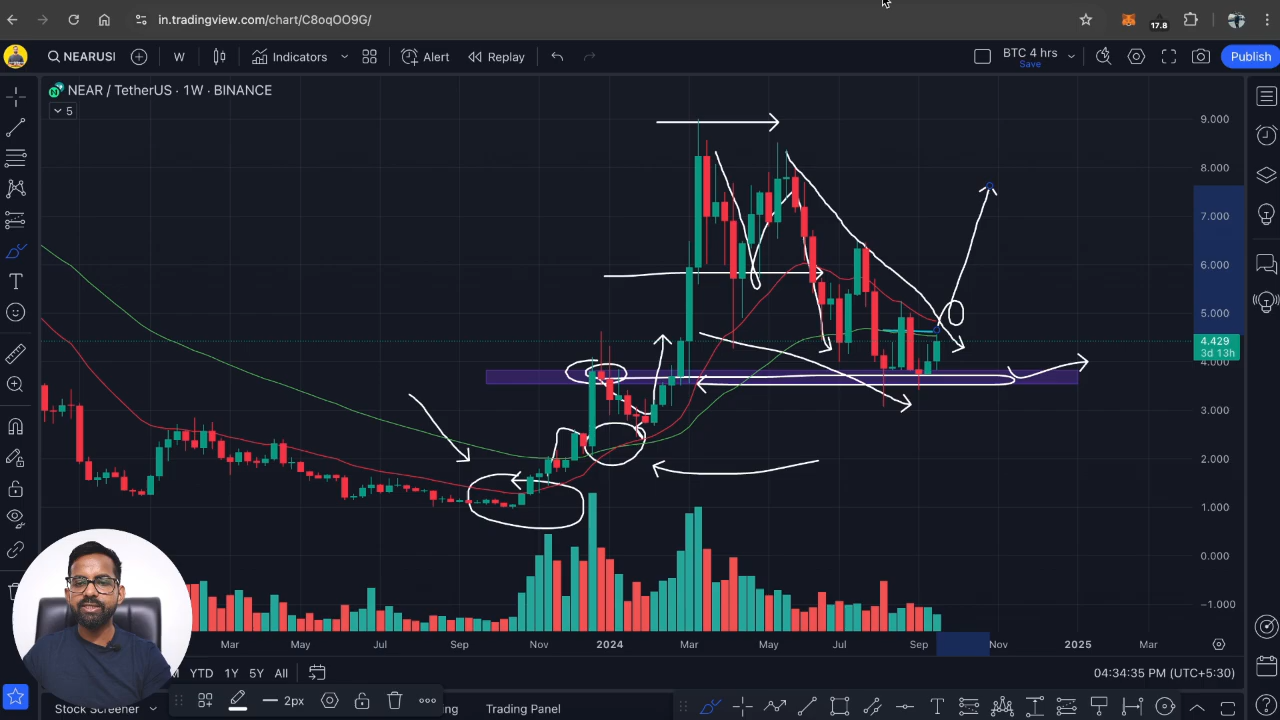 in.tradingview.com/chart/C8oqOO9G/
17.8
NEARUSI
W
Indicators
Alert
Replay
BTC 4 hrs
Save
Publish
NEAR / TetherUS · 1W · BINANCE
5
9.000
8.000
7.000
6.000
5.000
4.429
3d 13h
4.000
3.000
2.000
1.000
0.000
−1.000
Mar
May
Jul
Sep
Nov
2024
Mar
May
Jul
Sep
Nov
2025
Mar
YTD
1Y
5Y
All
04:34:35 PM (UTC+5:30)
Stock Screener
2px
Trading Panel